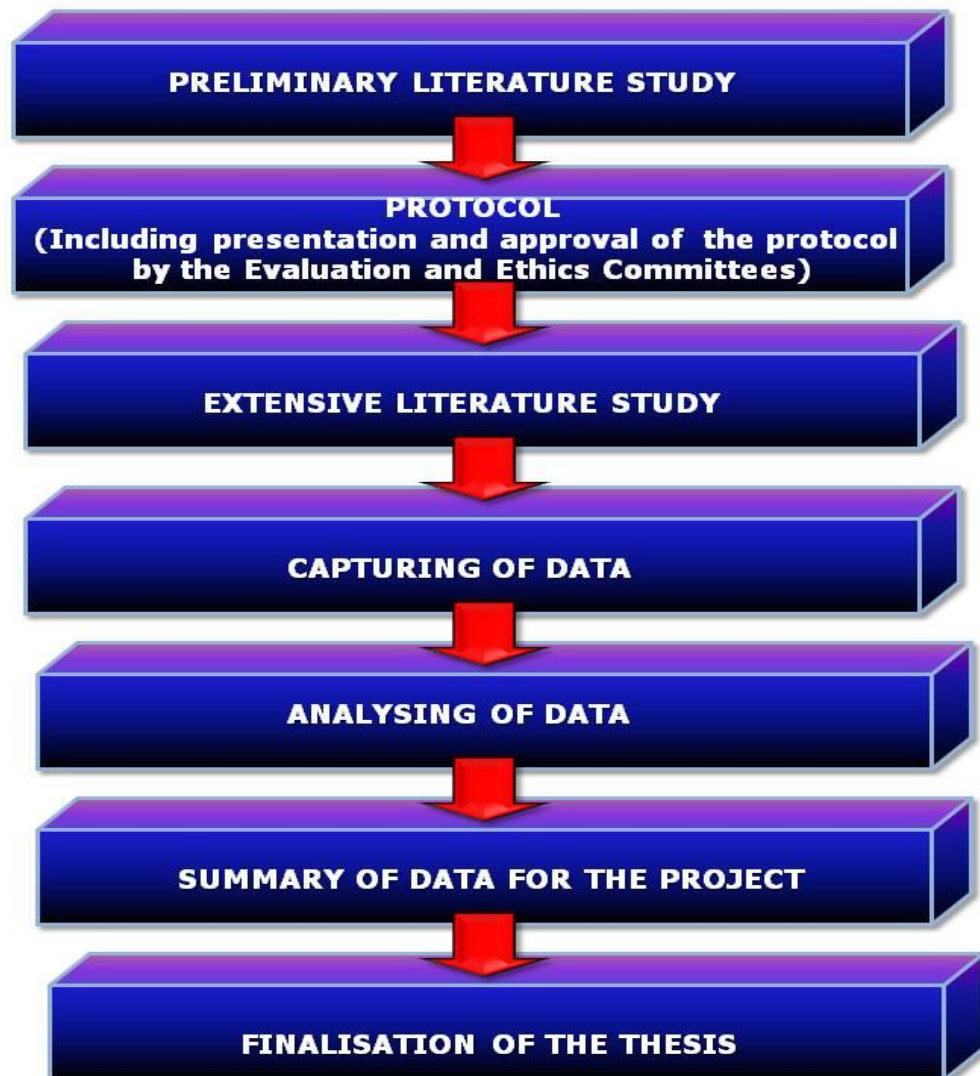 PRELIMINARY LITERATURE STUDY
PROTOCOL
(Including presentation and approval of the protocol
by the Evaluation and Ethics Committees)
EXTENSIVE LITERATURE STUDY
CAPTURING OF DATA
ANALYSING OF DATA
SUMMARY OF DATA FOR THE PROJECT
FINALISATION OF THE THESIS